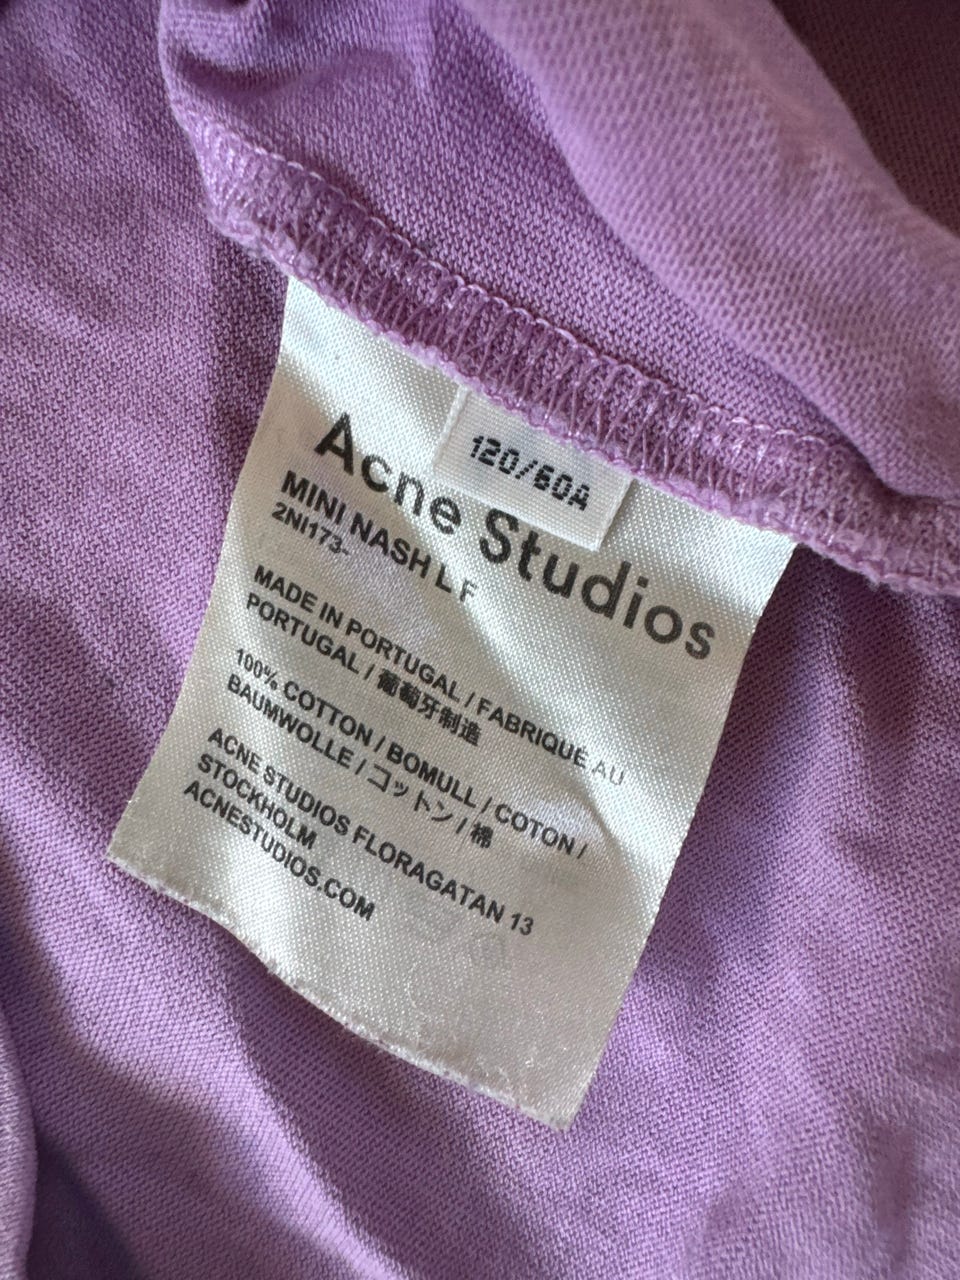 120/60A
Acne Studios
MINI NASH L F
2NI173-
MADE IN PORTUGAL / FABRIQUÉ AU
PORTUGAL / 葡萄牙制造
100% COTTON / BOMULL / COTON /
BAUMWOLLE / コットン / 棉
ACNE STUDIOS FLORAGATAN 13
STOCKHOLM
ACNESTUDIOS.COM